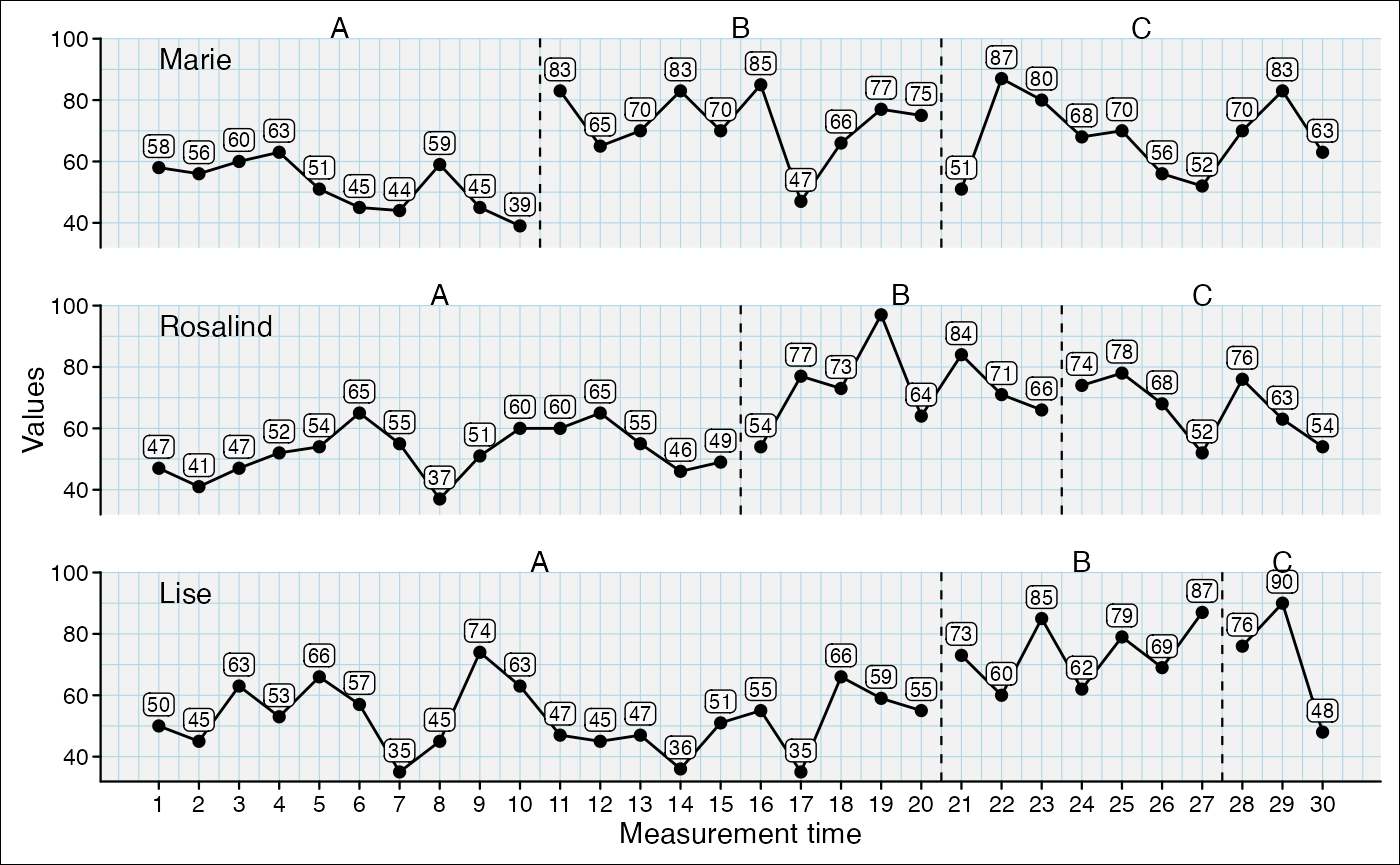 A B C
100 Marie
83 83 85 87 80 83
80 77 75
58 56 60 63 65 70 70 66 68 70 70 63
60 51 45 44 59 45 39 47 51 56 52
40
A B C
100 Rosalind
77 73 84 74 78 76
80 71 66 68 63
65 60 60 65 64
60 47 41 47 52 54 55 37 51 55 46 49 54 52 54
40
Values
A B C
100 Lise 90
85 87
80 74 73 79 76
63 66 63 66 62 69
60 50 45 53 57 45 47 45 47 51 55 59 55 60 48
40 35 36 35
1 2 3 4 5 6 7 8 9 10 11 12 13 14 15 16 17 18 19 20 21 22 23 24 25 26 27 28 29 30
Measurement time